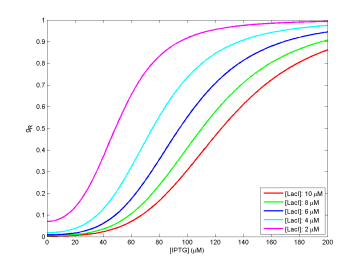 1
0.9
0.8
0.7
0.6
0.5
0.4
0.3
0.2
0.1
0
g_R
0 20 40 60 80 100 120 140 160 180 200
[IPTG] (μM)
[LacI]: 10 μM
[LacI]: 8 μM
[LacI]: 6 μM
[LacI]: 4 μM
[LacI]: 2 μM